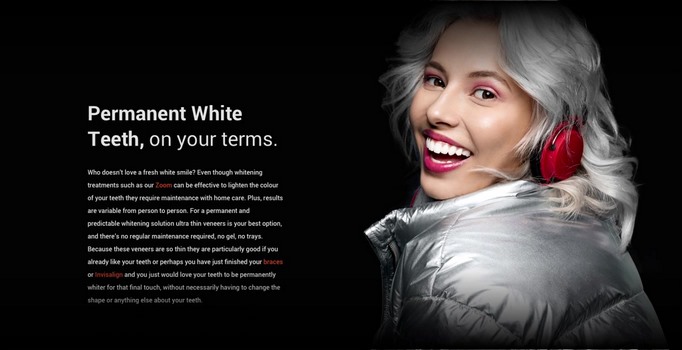 Permanent White
Teeth, on your terms.
Who doesn't love a fresh white smile? Even though whitening
treatments such as our Zoom can be effective to lighten the colour
of your teeth they require maintenance with home care. Plus, results
are variable from person to person. For a permanent and
predictable whitening solution ultra thin veneers is your best option,
and there's no regular maintenance required, no gel, no trays.
Because these veneers are so thin they are particularly good if you
already like your teeth or perhaps you have just finished your braces
or Invisalign and you just would love your teeth to be permanently
whiter for that final touch, without necessarily having to change the
shape or anything else about your teeth.